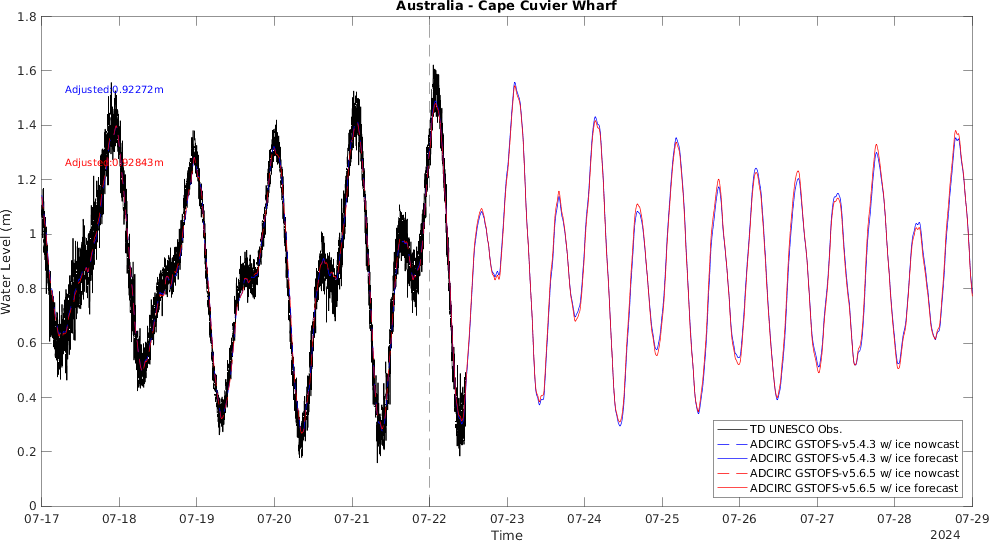 Australia - Cape Cuvier Wharf
1.8
1.6
1.4
1.2
1
0.8
0.6
0.4
0.2
0
Water Level (m)
Adjusted:0.92272m
Adjusted:0.92843m
TD UNESCO Obs.
ADCIRC GSTOFS-v5.4.3 w/ ice nowcast
ADCIRC GSTOFS-v5.4.3 w/ ice forecast
ADCIRC GSTOFS-v5.6.5 w/ ice nowcast
ADCIRC GSTOFS-v5.6.5 w/ ice forecast
07-17 07-18 07-19 07-20 07-21 07-22 07-23 07-24 07-25 07-26 07-27 07-28 07-29
Time
2024